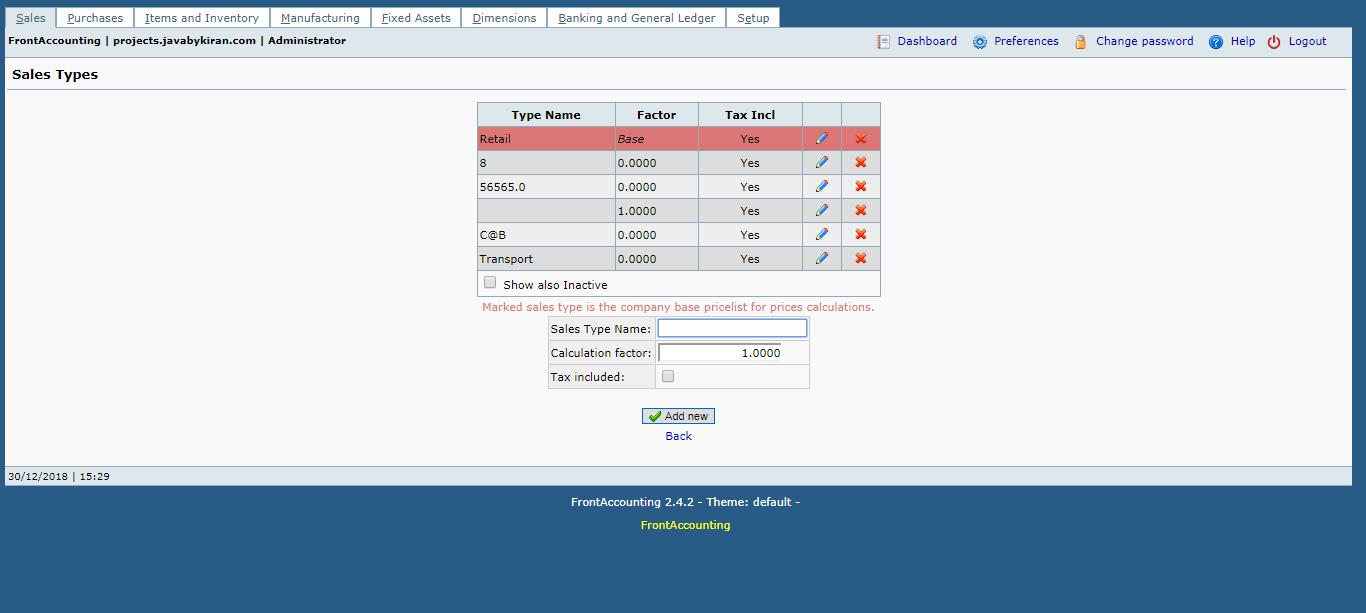 Sales Purchases Items and Inventory Manufacturing Fixed Assets Dimensions Banking and General Ledger Setup
FrontAccounting | projects.javabykiran.com | Administrator Dashboard Preferences Change password Help Logout
Sales Types
Type Name Factor Tax Incl
Retail Base Yes
8 0.0000 Yes
56565.0 0.0000 Yes
1.0000 Yes
C@B 0.0000 Yes
Transport 0.0000 Yes
Show also Inactive
Marked sales type is the company base pricelist for prices calculations.
Sales Type Name:
Calculation factor: 1.0000
Tax included:
Add new
Back
30/12/2018 | 15:29
FrontAccounting 2.4.2 - Theme: default -
FrontAccounting